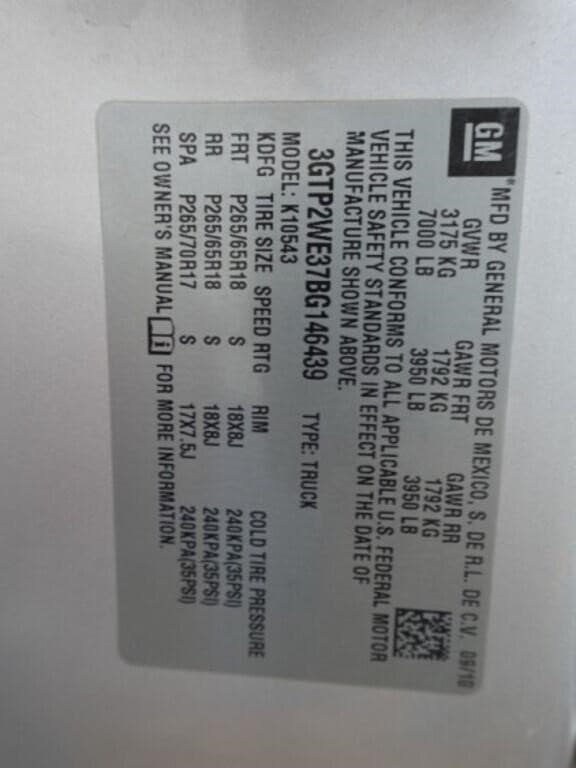 GM
MFD BY GENERAL MOTORS DE MEXICO, S. DE R.L. DE C.V. 09/10
GVWR GAWR FRT GAWR RR
3175 KG 1792 KG 1792 KG
7000 LB 3950 LB 3950 LB
THIS VEHICLE CONFORMS TO ALL APPLICABLE U.S. FEDERAL MOTOR
VEHICLE SAFETY STANDARDS IN EFFECT ON THE DATE OF
MANUFACTURE SHOWN ABOVE.
3GTP2WE37BG146439 TYPE: TRUCK
MODEL: K10543
KDFG TIRE SIZE SPEED RTG RIM COLD TIRE PRESSURE
FRT P265/65R18 S 18X8J 240KPA(35PSI)
RR P265/65R18 S 18X8J 240KPA(35PSI)
SPA P265/70R17 S 17X7.5J 240KPA(35PSI)
SEE OWNER'S MANUAL i FOR MORE INFORMATION.